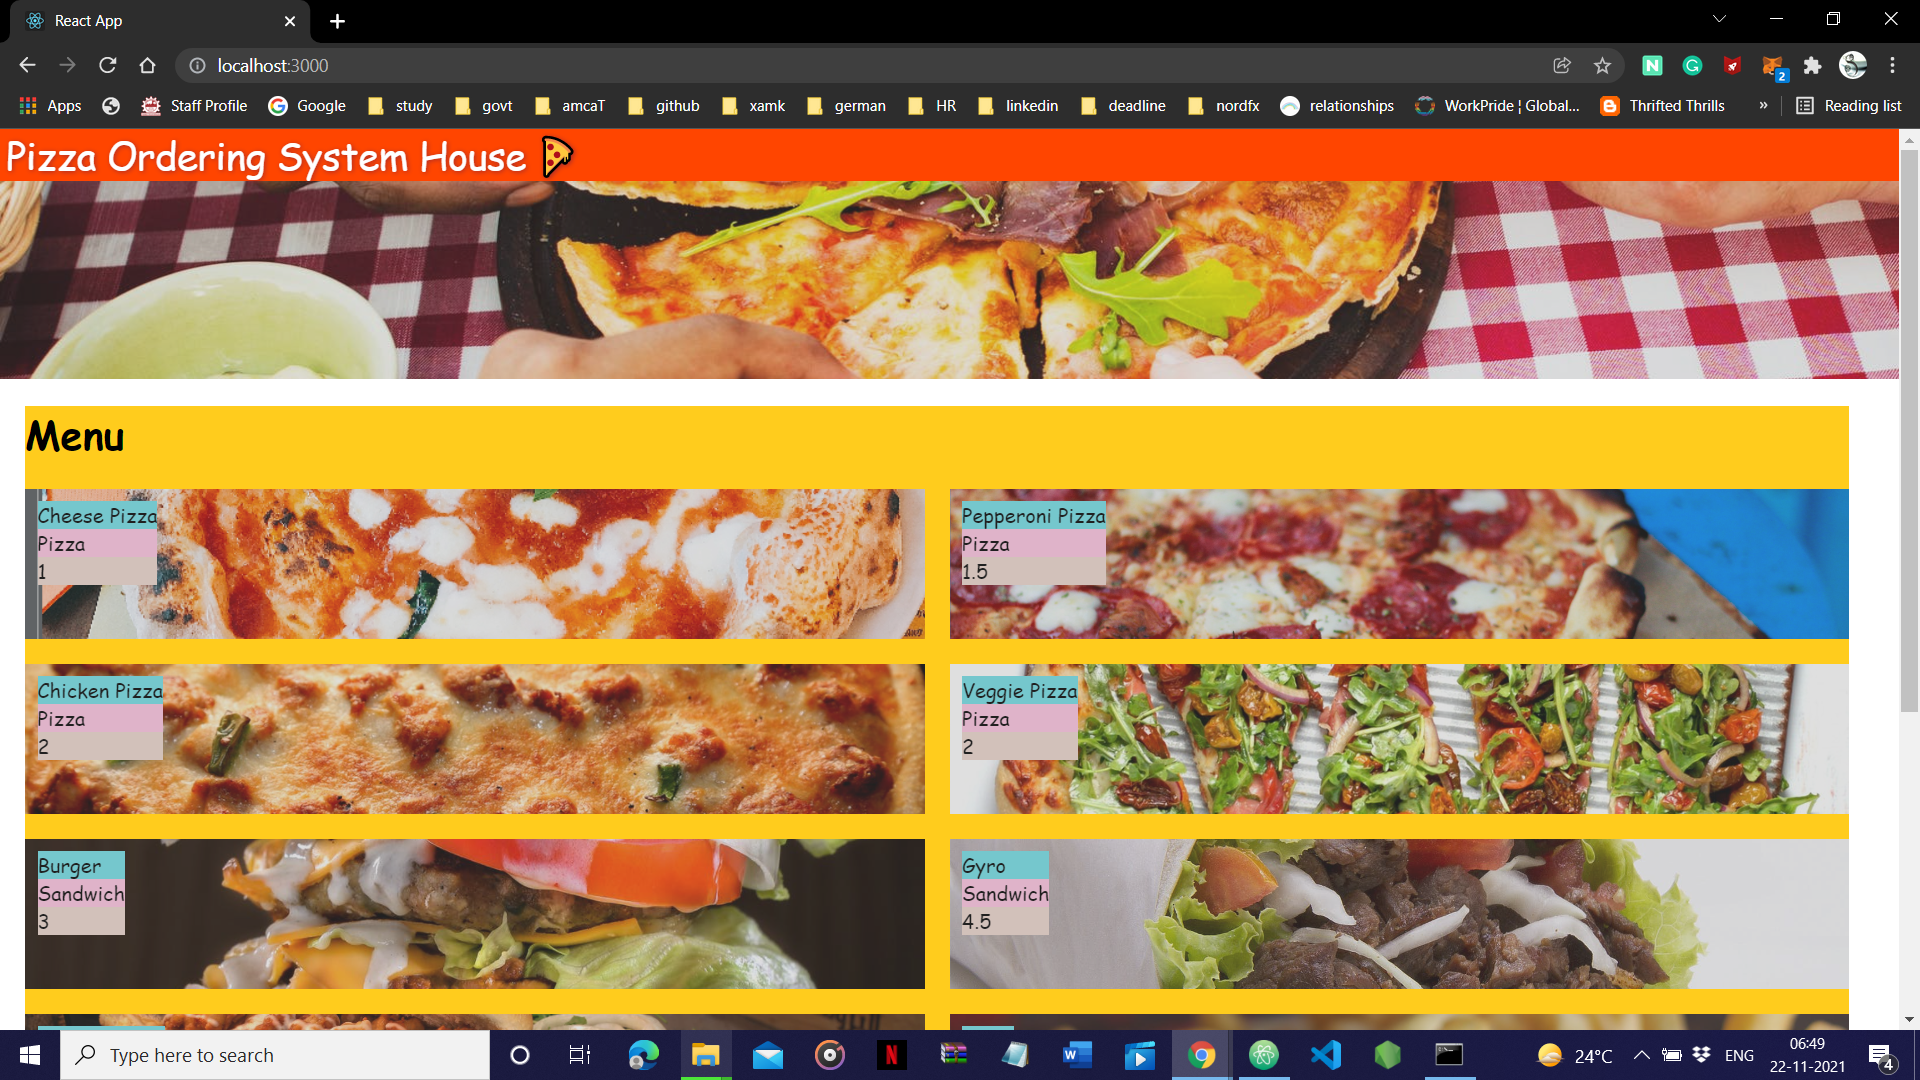 React App
localhost:3000
2
Apps
Staff Profile
Google
study
govt
amcaT
github
xamk
german
HR
linkedin
deadline
nordfx
relationships
WorkPride ¦ Global...
Thrifted Thrills
»
Reading list
Pizza Ordering System House
Menu
Cheese Pizza
Pizza
1
Pepperoni Pizza
Pizza
1.5
Chicken Pizza
Pizza
2
Veggie Pizza
Pizza
2
Burger
Sandwich
3
Gyro
Sandwich
4.5
Type here to search
24°C
ENG
06:49
22-11-2021
4